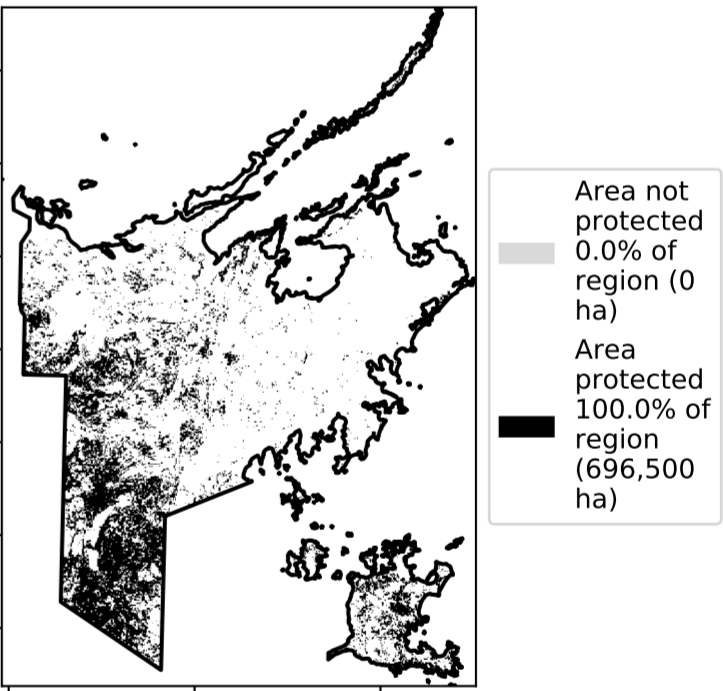 Area not
protected
0.0% of
region (0
ha)
Area
protected
100.0% of
region
(696,500
ha)